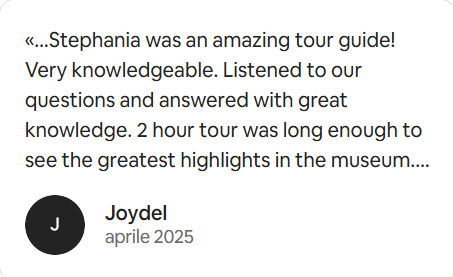 «...Stephania was an amazing tour guide!
Very knowledgeable. Listened to our
questions and answered with great
knowledge. 2 hour tour was long enough to
see the greatest highlights in the museum....
J
Joydel
aprile 2025